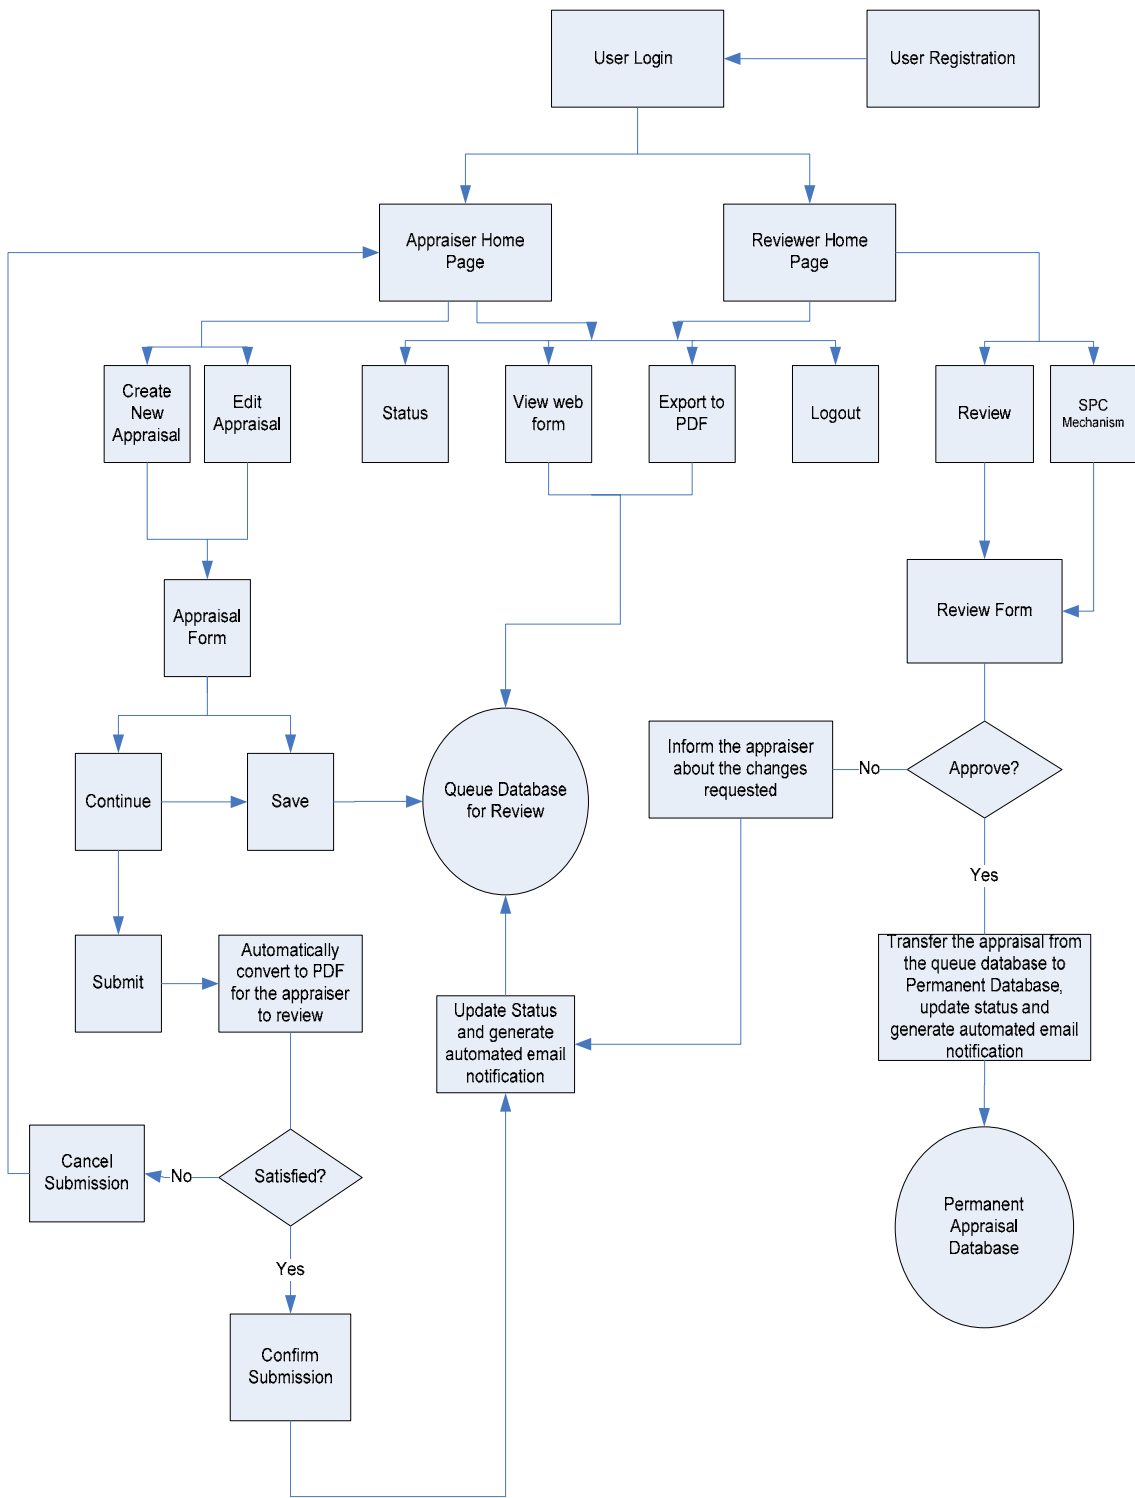 User Login
User Registration
Appraiser Home
Page
Reviewer Home
Page
Create
New
Appraisal
Edit
Appraisal
Status
View web
form
Export to
PDF
Logout
Review
SPC
Mechanism
Appraisal
Form
Review Form
Continue
Save
Queue Database
for Review
Inform the appraiser
about the changes
requested
No
Approve?
Yes
Submit
Automatically
convert to PDF
for the appraiser
to review
Update Status
and generate
automated email
notification
Transfer the appraisal from
the queue database to
Permanent Database,
update status and
generate automated email
notification
Cancel
Submission
No
Satisfied?
Yes
Permanent
Appraisal
Database
Confirm
Submission